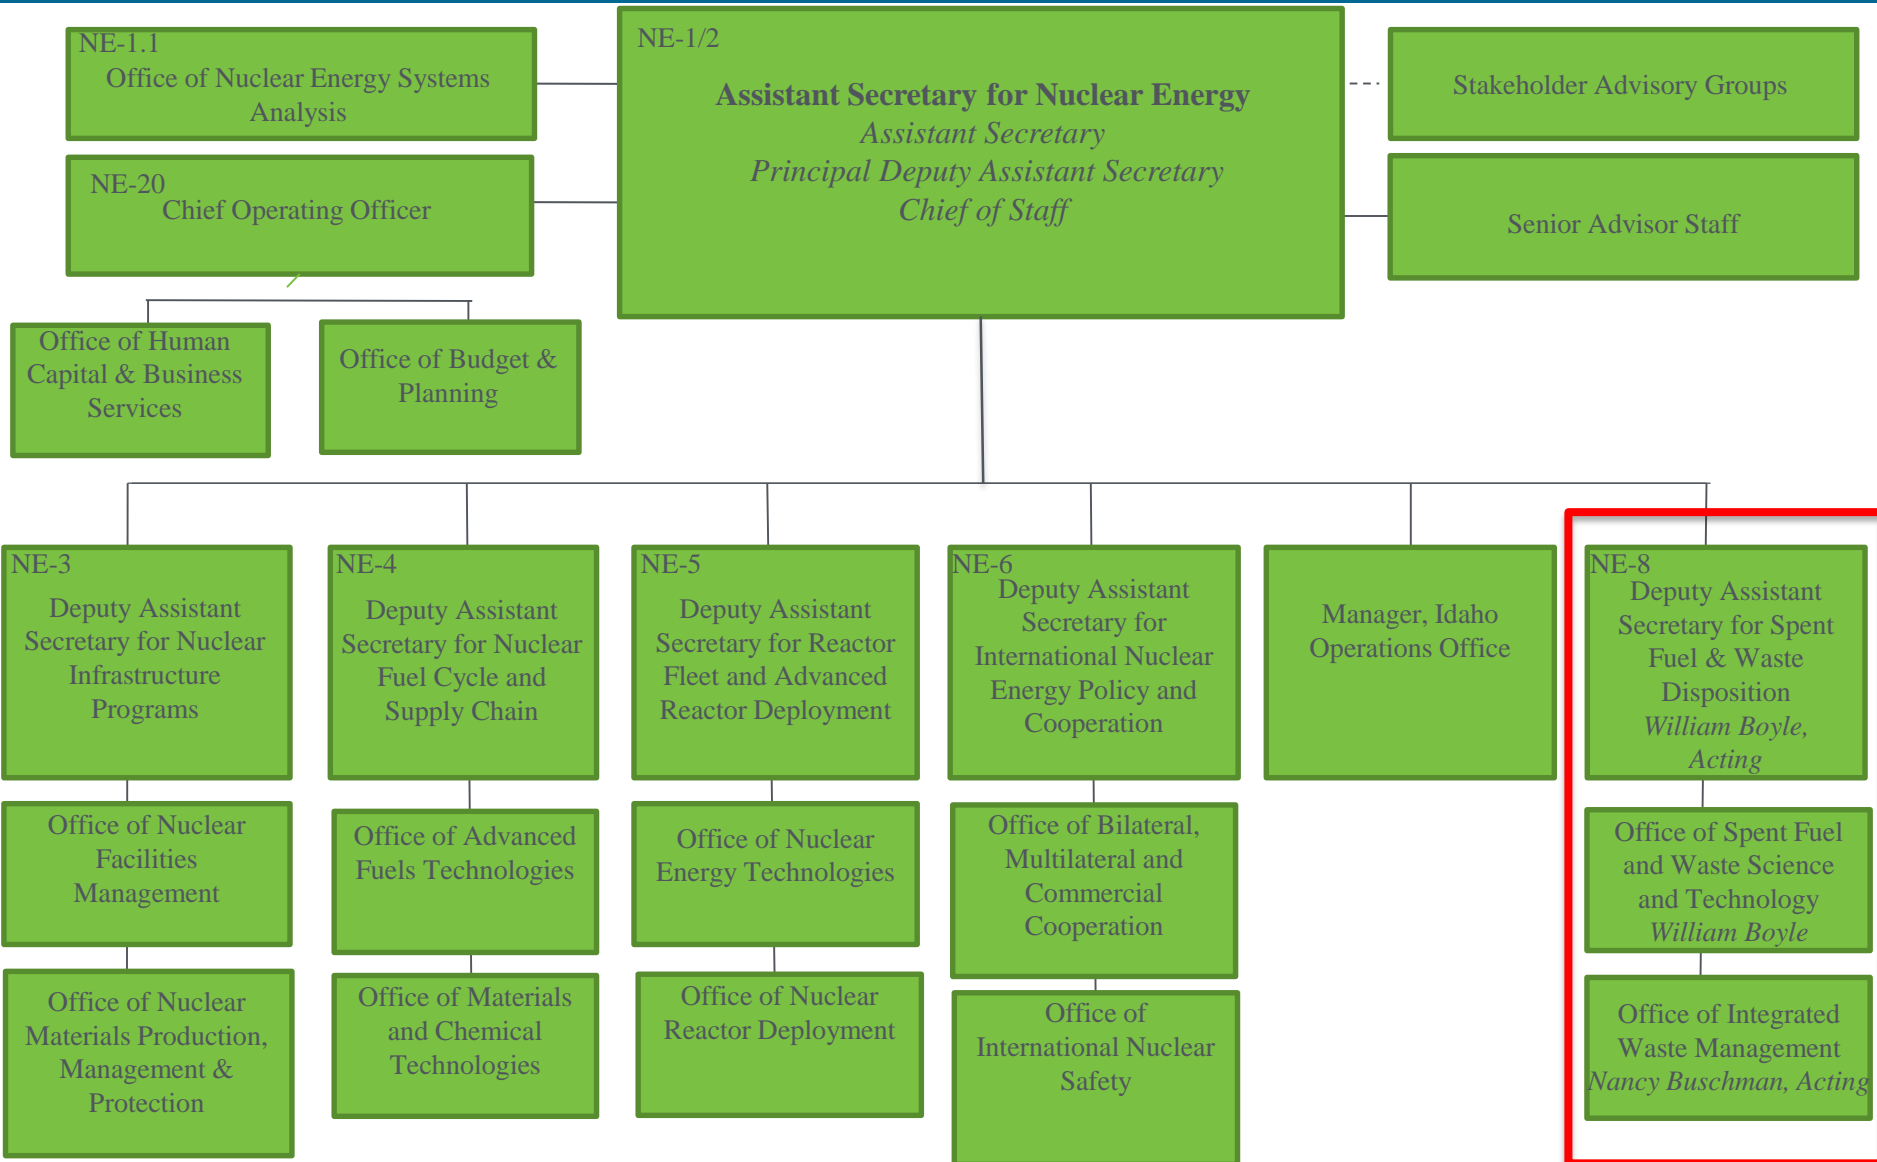 NE-1.1
Office of Nuclear Energy Systems
Analysis
NE-1/2
Assistant Secretary for Nuclear Energy
Assistant Secretary
Principal Deputy Assistant Secretary
Chief of Staff
Stakeholder Advisory Groups
NE-20
Chief Operating Officer
Senior Advisor Staff
Office of Human
Capital & Business
Services
Office of Budget &
Planning
NE-3
Deputy Assistant
Secretary for Nuclear
Infrastructure
Programs
NE-4
Deputy Assistant
Secretary for Nuclear
Fuel Cycle and
Supply Chain
NE-5
Deputy Assistant
Secretary for Reactor
Fleet and Advanced
Reactor Deployment
NE-6
Deputy Assistant
Secretary for
International Nuclear
Energy Policy and
Cooperation
Manager, Idaho
Operations Office
NE-8
Deputy Assistant
Secretary for Spent
Fuel & Waste
Disposition
William Boyle,
Acting
Office of Nuclear
Facilities
Management
Office of Advanced
Fuels Technologies
Office of Nuclear
Energy Technologies
Office of Bilateral,
Multilateral and
Commercial
Cooperation
Office of Spent Fuel
and Waste Science
and Technology
William Boyle
Office of Nuclear
Materials Production,
Management &
Protection
Office of Materials
and Chemical
Technologies
Office of Nuclear
Reactor Deployment
Office of
International Nuclear
Safety
Office of Integrated
Waste Management
Nancy Buschman, Acting